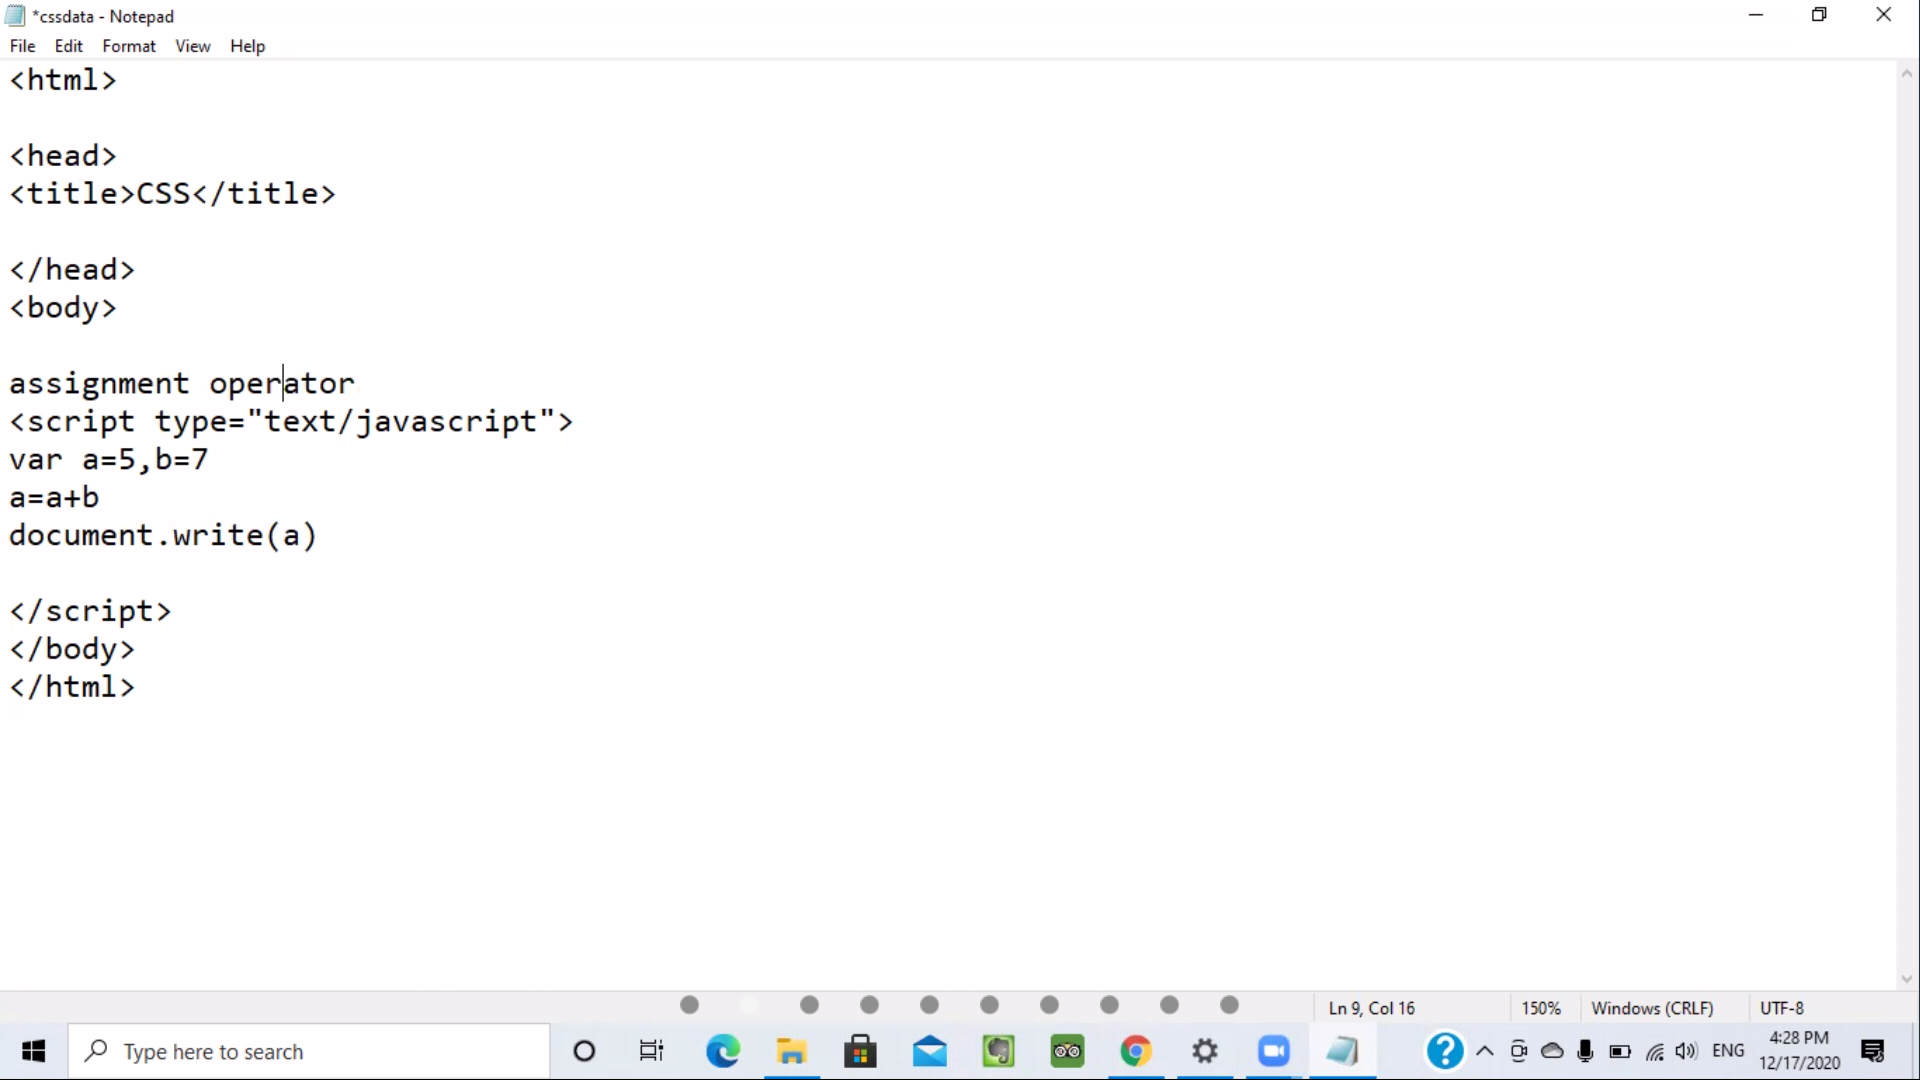 *cssdata - Notepad
File Edit Format View Help
<html>
<head>
<title>CSS</title>
</head>
<body>
assignment operator
<script type="text/javascript">
var a=5,b=7
a=a+b
document.write(a)
</script>
</body>
</html>
Ln 9, Col 16 150% Windows (CRLF) UTF-8
Type here to search ENG 4:28 PM
12/17/2020